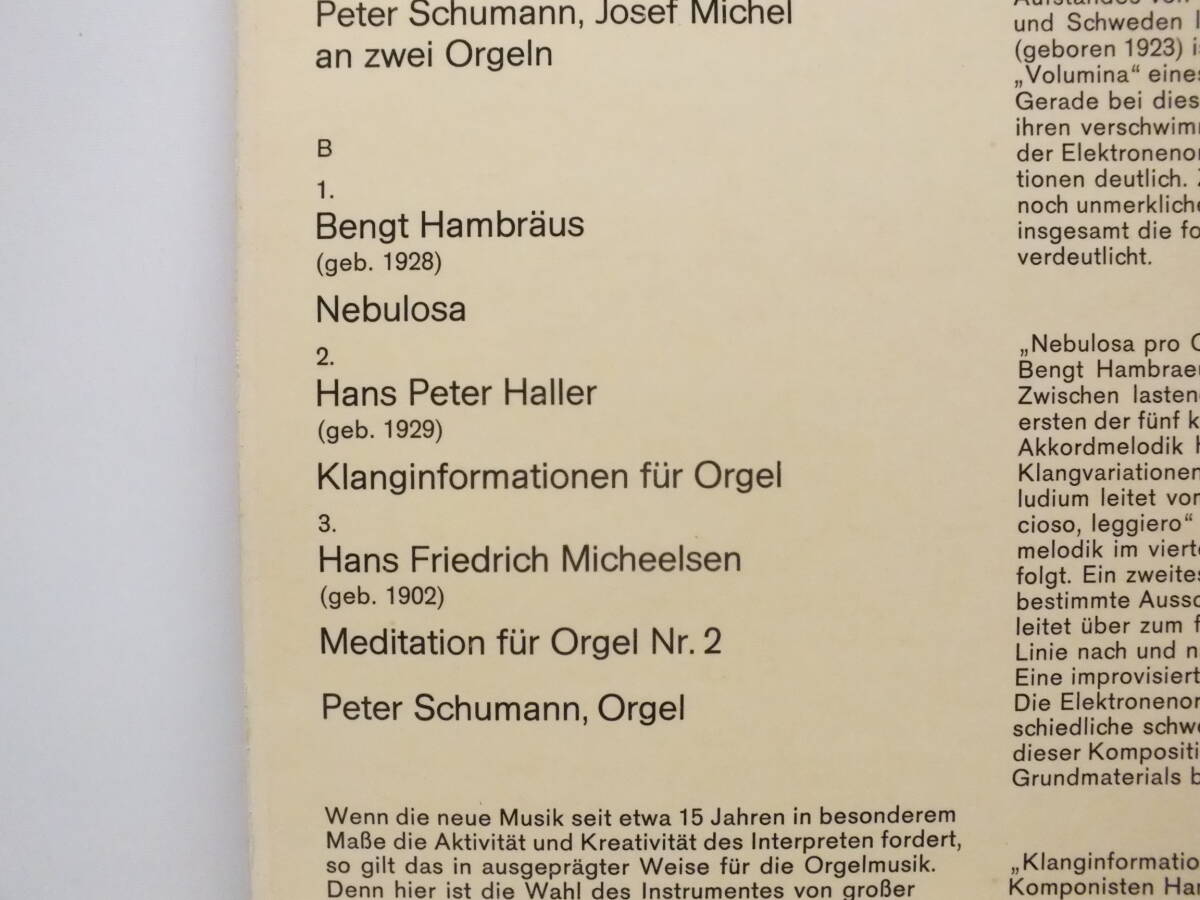 Peter Schumann, Josef Michel
an zwei Orgeln
B
1.
Bengt Hambräus
(geb. 1928)
Nebulosa
2.
Hans Peter Haller
(geb. 1929)
Klanginformationen für Orgel
3.
Hans Friedrich Micheelsen
(geb. 1902)
Meditation für Orgel Nr. 2
Peter Schumann, Orgel
Wenn die neue Musik seit etwa 15 Jahren in besonderem
Maße die Aktivität und Kreativität des Interpreten fordert,
so gilt das in ausgeprägter Weise für die Orgelmusik.
Denn hier ist die Wahl des Instrumentes von großer
und Schweden
(geboren 1923)
„Volumina“ eines
Gerade bei dies
ihren verschwim
der Elektroneno
tionen deutlich.
noch unmerklich
insgesamt die fo
verdeutlicht.
„Nebulosa pro
Bengt Hambrae
Zwischen lasten
ersten der fünf k
Akkordmelodik
Klangvariationen
ludium leitet vo
cioso, leggiero“
melodik im viert
folgt. Ein zweites
bestimmte Ausso
leitet über zum f
Linie nach und n
Eine improvisiert
Die Elektronenor
schiedliche schw
dieser Kompositi
Grundmaterials b
„Klanginformatio
Komponisten Ha